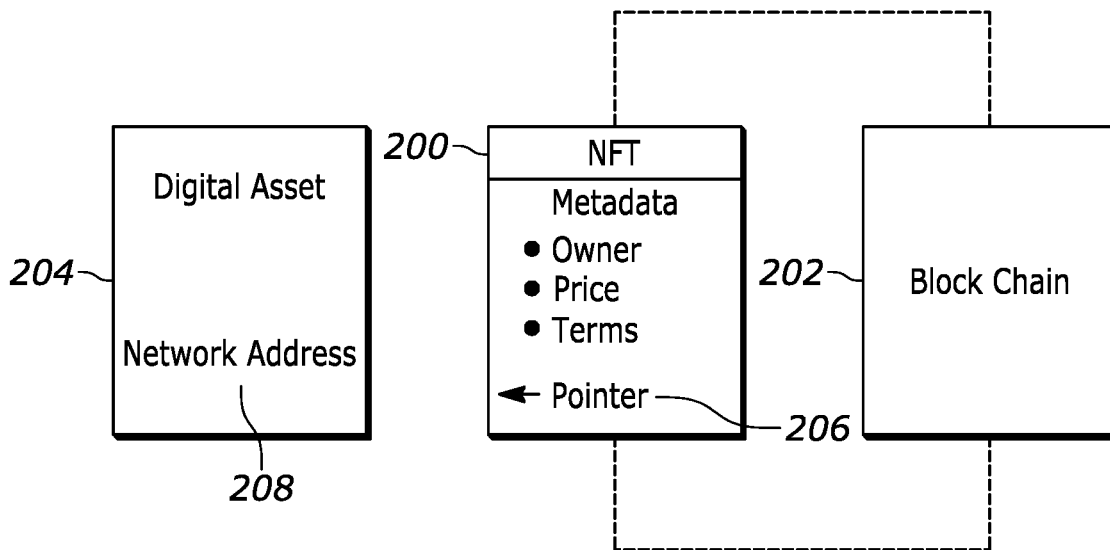 204
Digital Asset
Network Address
208
200
NFT
Metadata
● Owner
● Price
● Terms
Pointer
206
202
Block Chain